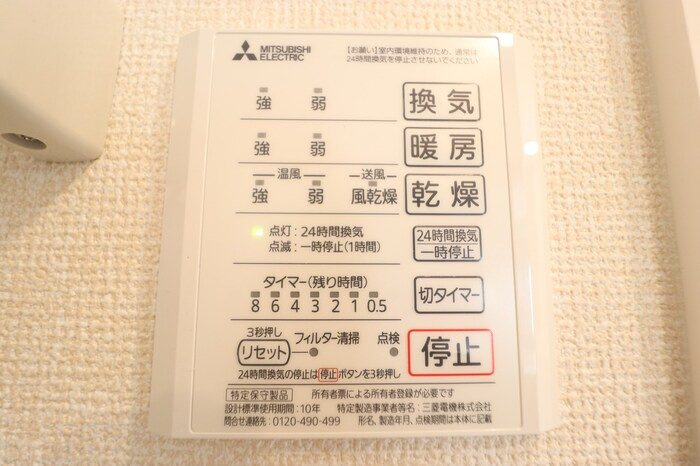 MITSUBISHI
ELECTRIC
【お願い】室内環境維持のため、通常は
24時間換気を停止させないでください
強 弱 換気
強 弱 暖房
温風 送風
強 弱 風乾燥 乾燥
点灯：24時間換気
点滅：一時停止(1時間)
24時間換気
一時停止
タイマー(残り時間)
8 6 4 3 2 1 0.5
切タイマー
3秒押し
リセット フィルター清掃 点検
停止
24時間換気の停止は停止ボタンを3秒押し
特定保守製品 所有者票による所有者登録が必要です
設計標準使用期間：10年 特定製造事業者等名：三菱電機株式会社
問合せ連絡先：0120-490-499 形名、製造年月、点検期間は本体に記載